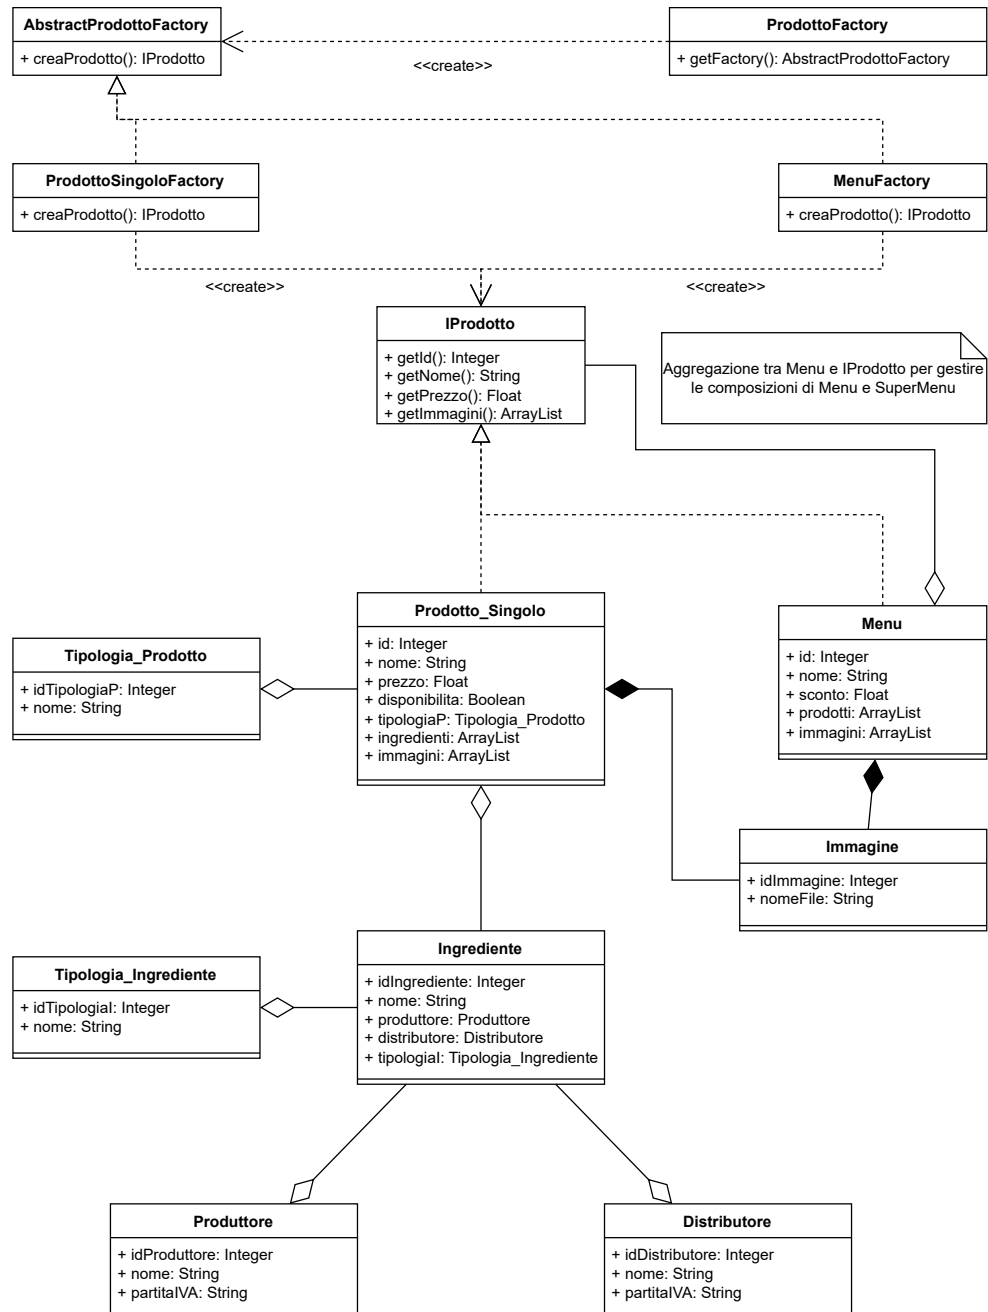 AbstractProdottoFactory
+ creaProdotto(): IProdotto
ProdottoFactory
+ getFactory(): AbstractProdottoFactory
<<create>>
ProdottoSingoloFactory
+ creaProdotto(): IProdotto
MenuFactory
+ creaProdotto(): IProdotto
<<create>>
<<create>>
IProdotto
+ getId(): Integer
+ getNome(): String
+ getPrezzo(): Float
+ getImmagini(): ArrayList
Aggregazione tra Menu e IProdotto per gestire
le composizioni di Menu e SuperMenu
Prodotto_Singolo
+ id: Integer
+ nome: String
+ prezzo: Float
+ disponibilita: Boolean
+ tipologiaP: Tipologia_Prodotto
+ ingredienti: ArrayList
+ immagini: ArrayList
Menu
+ id: Integer
+ nome: String
+ sconto: Float
+ prodotti: ArrayList
+ immagini: ArrayList
Tipologia_Prodotto
+ idTipologiaP: Integer
+ nome: String
Immagine
+ idImmagine: Integer
+ nomeFile: String
Ingrediente
+ idIngrediente: Integer
+ nome: String
+ produttore: Produttore
+ distributore: Distributore
+ tipologiaI: Tipologia_Ingrediente
Tipologia_Ingrediente
+ idTipologiaI: Integer
+ nome: String
Produttore
+ idProduttore: Integer
+ nome: String
+ partitaIVA: String
Distributore
+ idDistributore: Integer
+ nome: String
+ partitaIVA: String